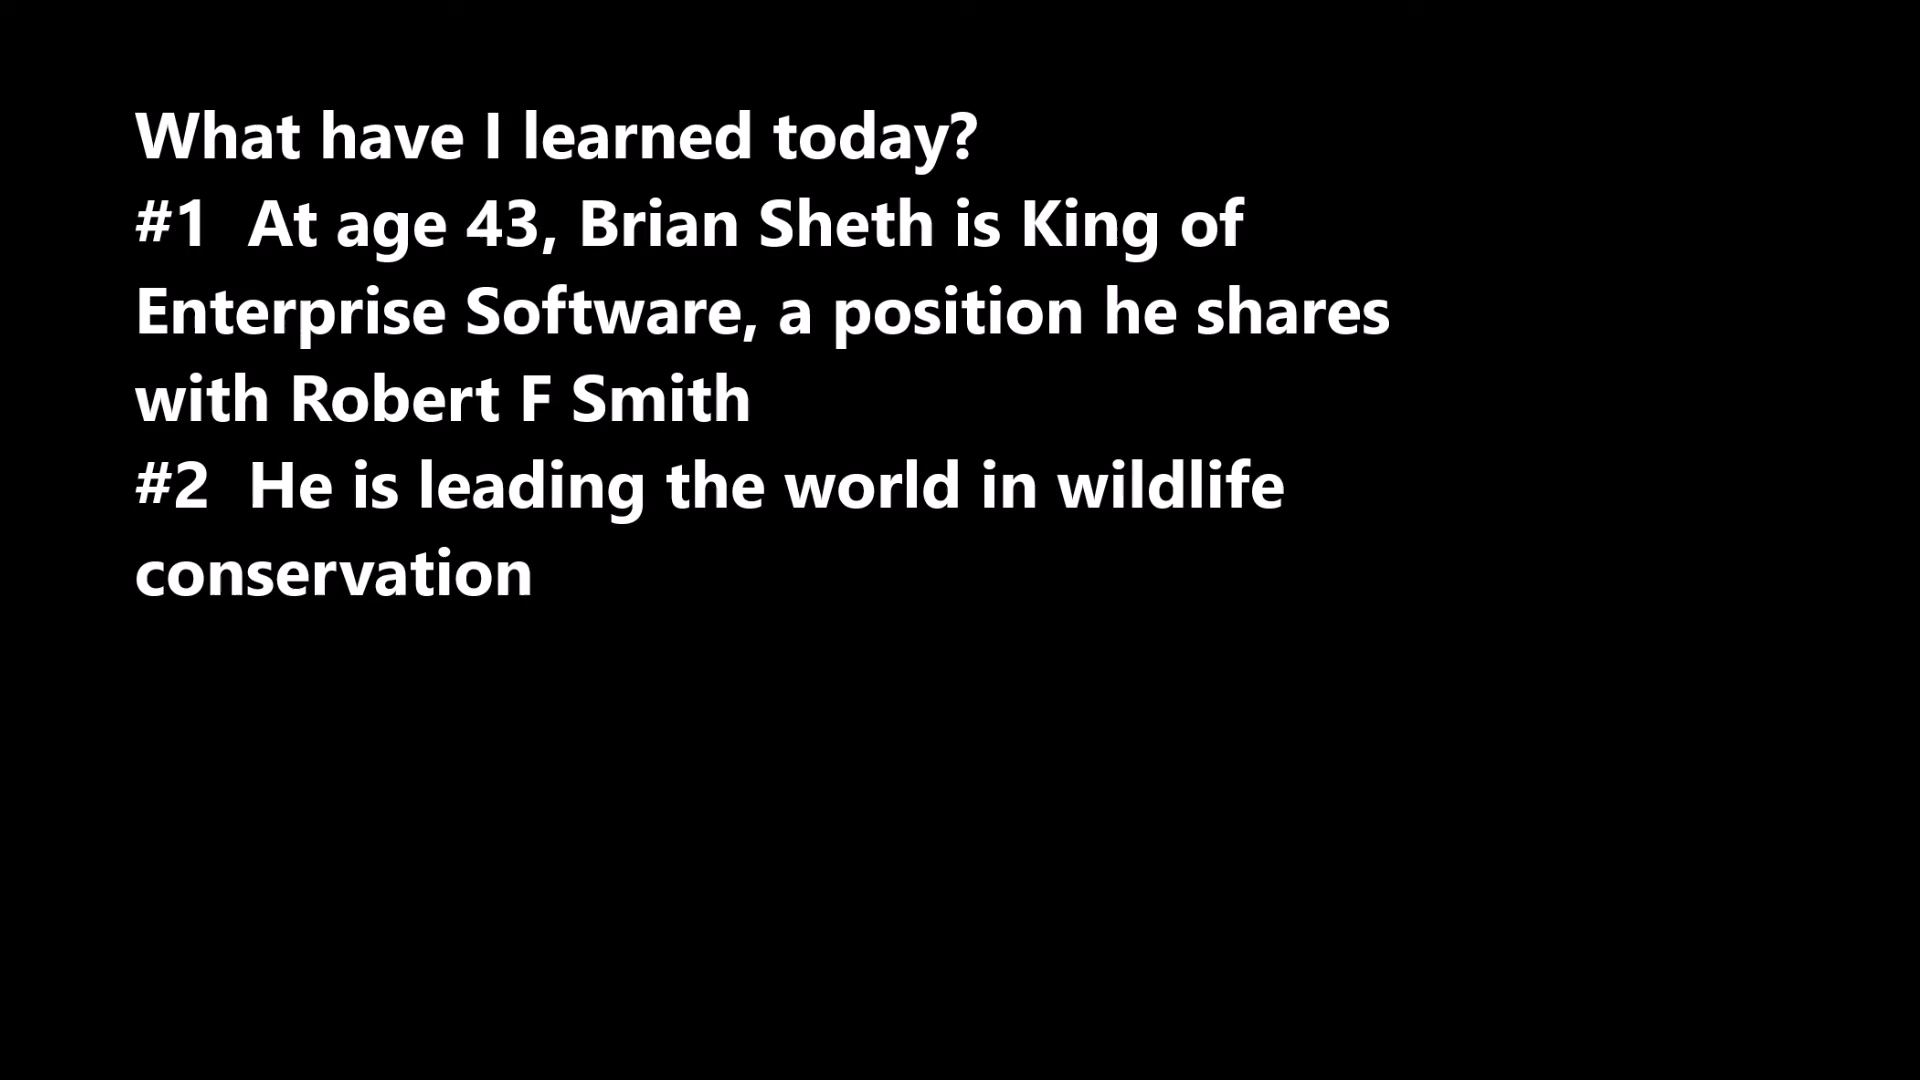 What have I learned today?
#1  At age 43, Brian Sheth is King of
Enterprise Software, a position he shares
with Robert F Smith
#2  He is leading the world in wildlife
conservation